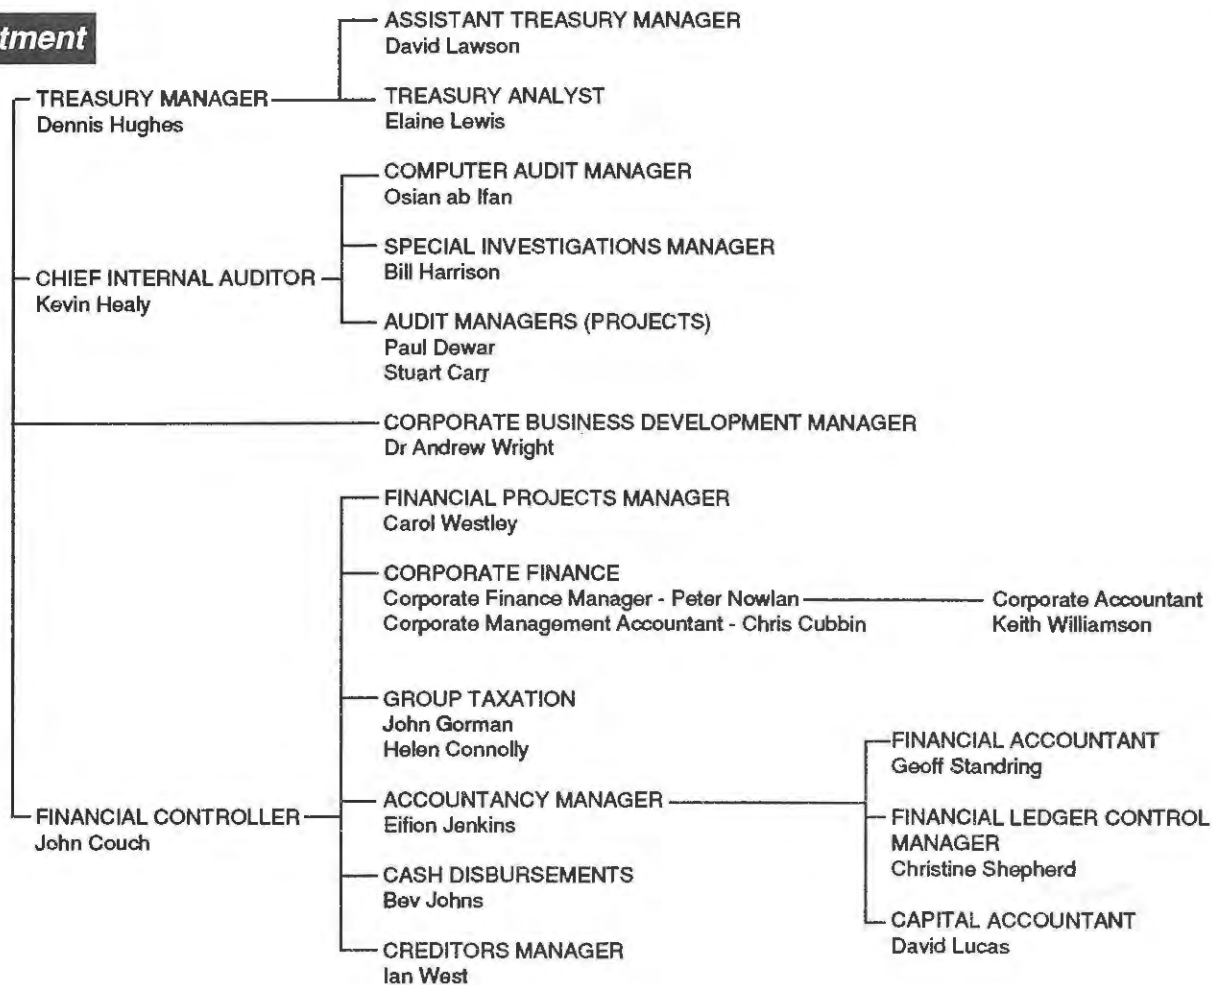 tment
ASSISTANT TREASURY MANAGER
David Lawson
TREASURY MANAGER
Dennis Hughes
TREASURY ANALYST
Elaine Lewis
COMPUTER AUDIT MANAGER
Osian ab Ifan
SPECIAL INVESTIGATIONS MANAGER
Bill Harrison
CHIEF INTERNAL AUDITOR
Kevin Healy
AUDIT MANAGERS (PROJECTS)
Paul Dewar
Stuart Carr
CORPORATE BUSINESS DEVELOPMENT MANAGER
Dr Andrew Wright
FINANCIAL PROJECTS MANAGER
Carol Westley
CORPORATE FINANCE
Corporate Finance Manager - Peter Nowlan
Corporate Management Accountant - Chris Cubbin
Corporate Accountant
Keith Williamson
GROUP TAXATION
John Gorman
Helen Connolly
FINANCIAL CONTROLLER
John Couch
ACCOUNTANCY MANAGER
Eifion Jenkins
FINANCIAL ACCOUNTANT
Geoff Standring
FINANCIAL LEDGER CONTROL
MANAGER
Christine Shepherd
CAPITAL ACCOUNTANT
David Lucas
CASH DISBURSEMENTS
Bev Johns
CREDITORS MANAGER
Ian West